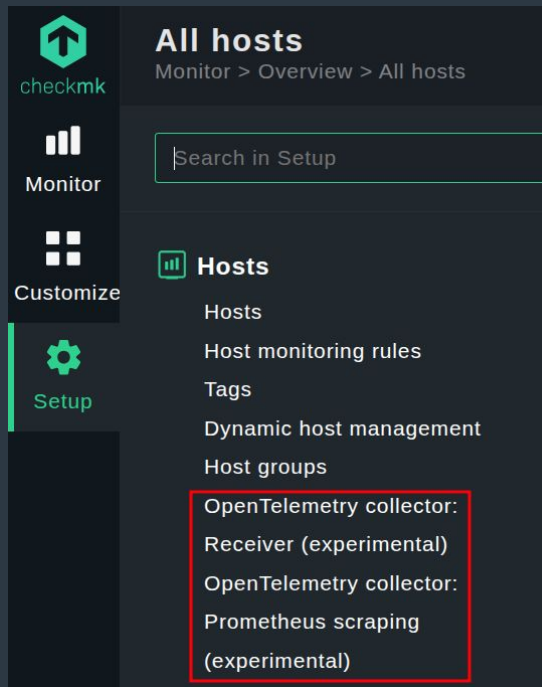 All hosts
Monitor > Overview > All hosts
checkmk
Monitor
Customize
Setup
Search in Setup
Hosts
Hosts
Host monitoring rules
Tags
Dynamic host management
Host groups
OpenTelemetry collector:
Receiver (experimental)
OpenTelemetry collector:
Prometheus scraping
(experimental)